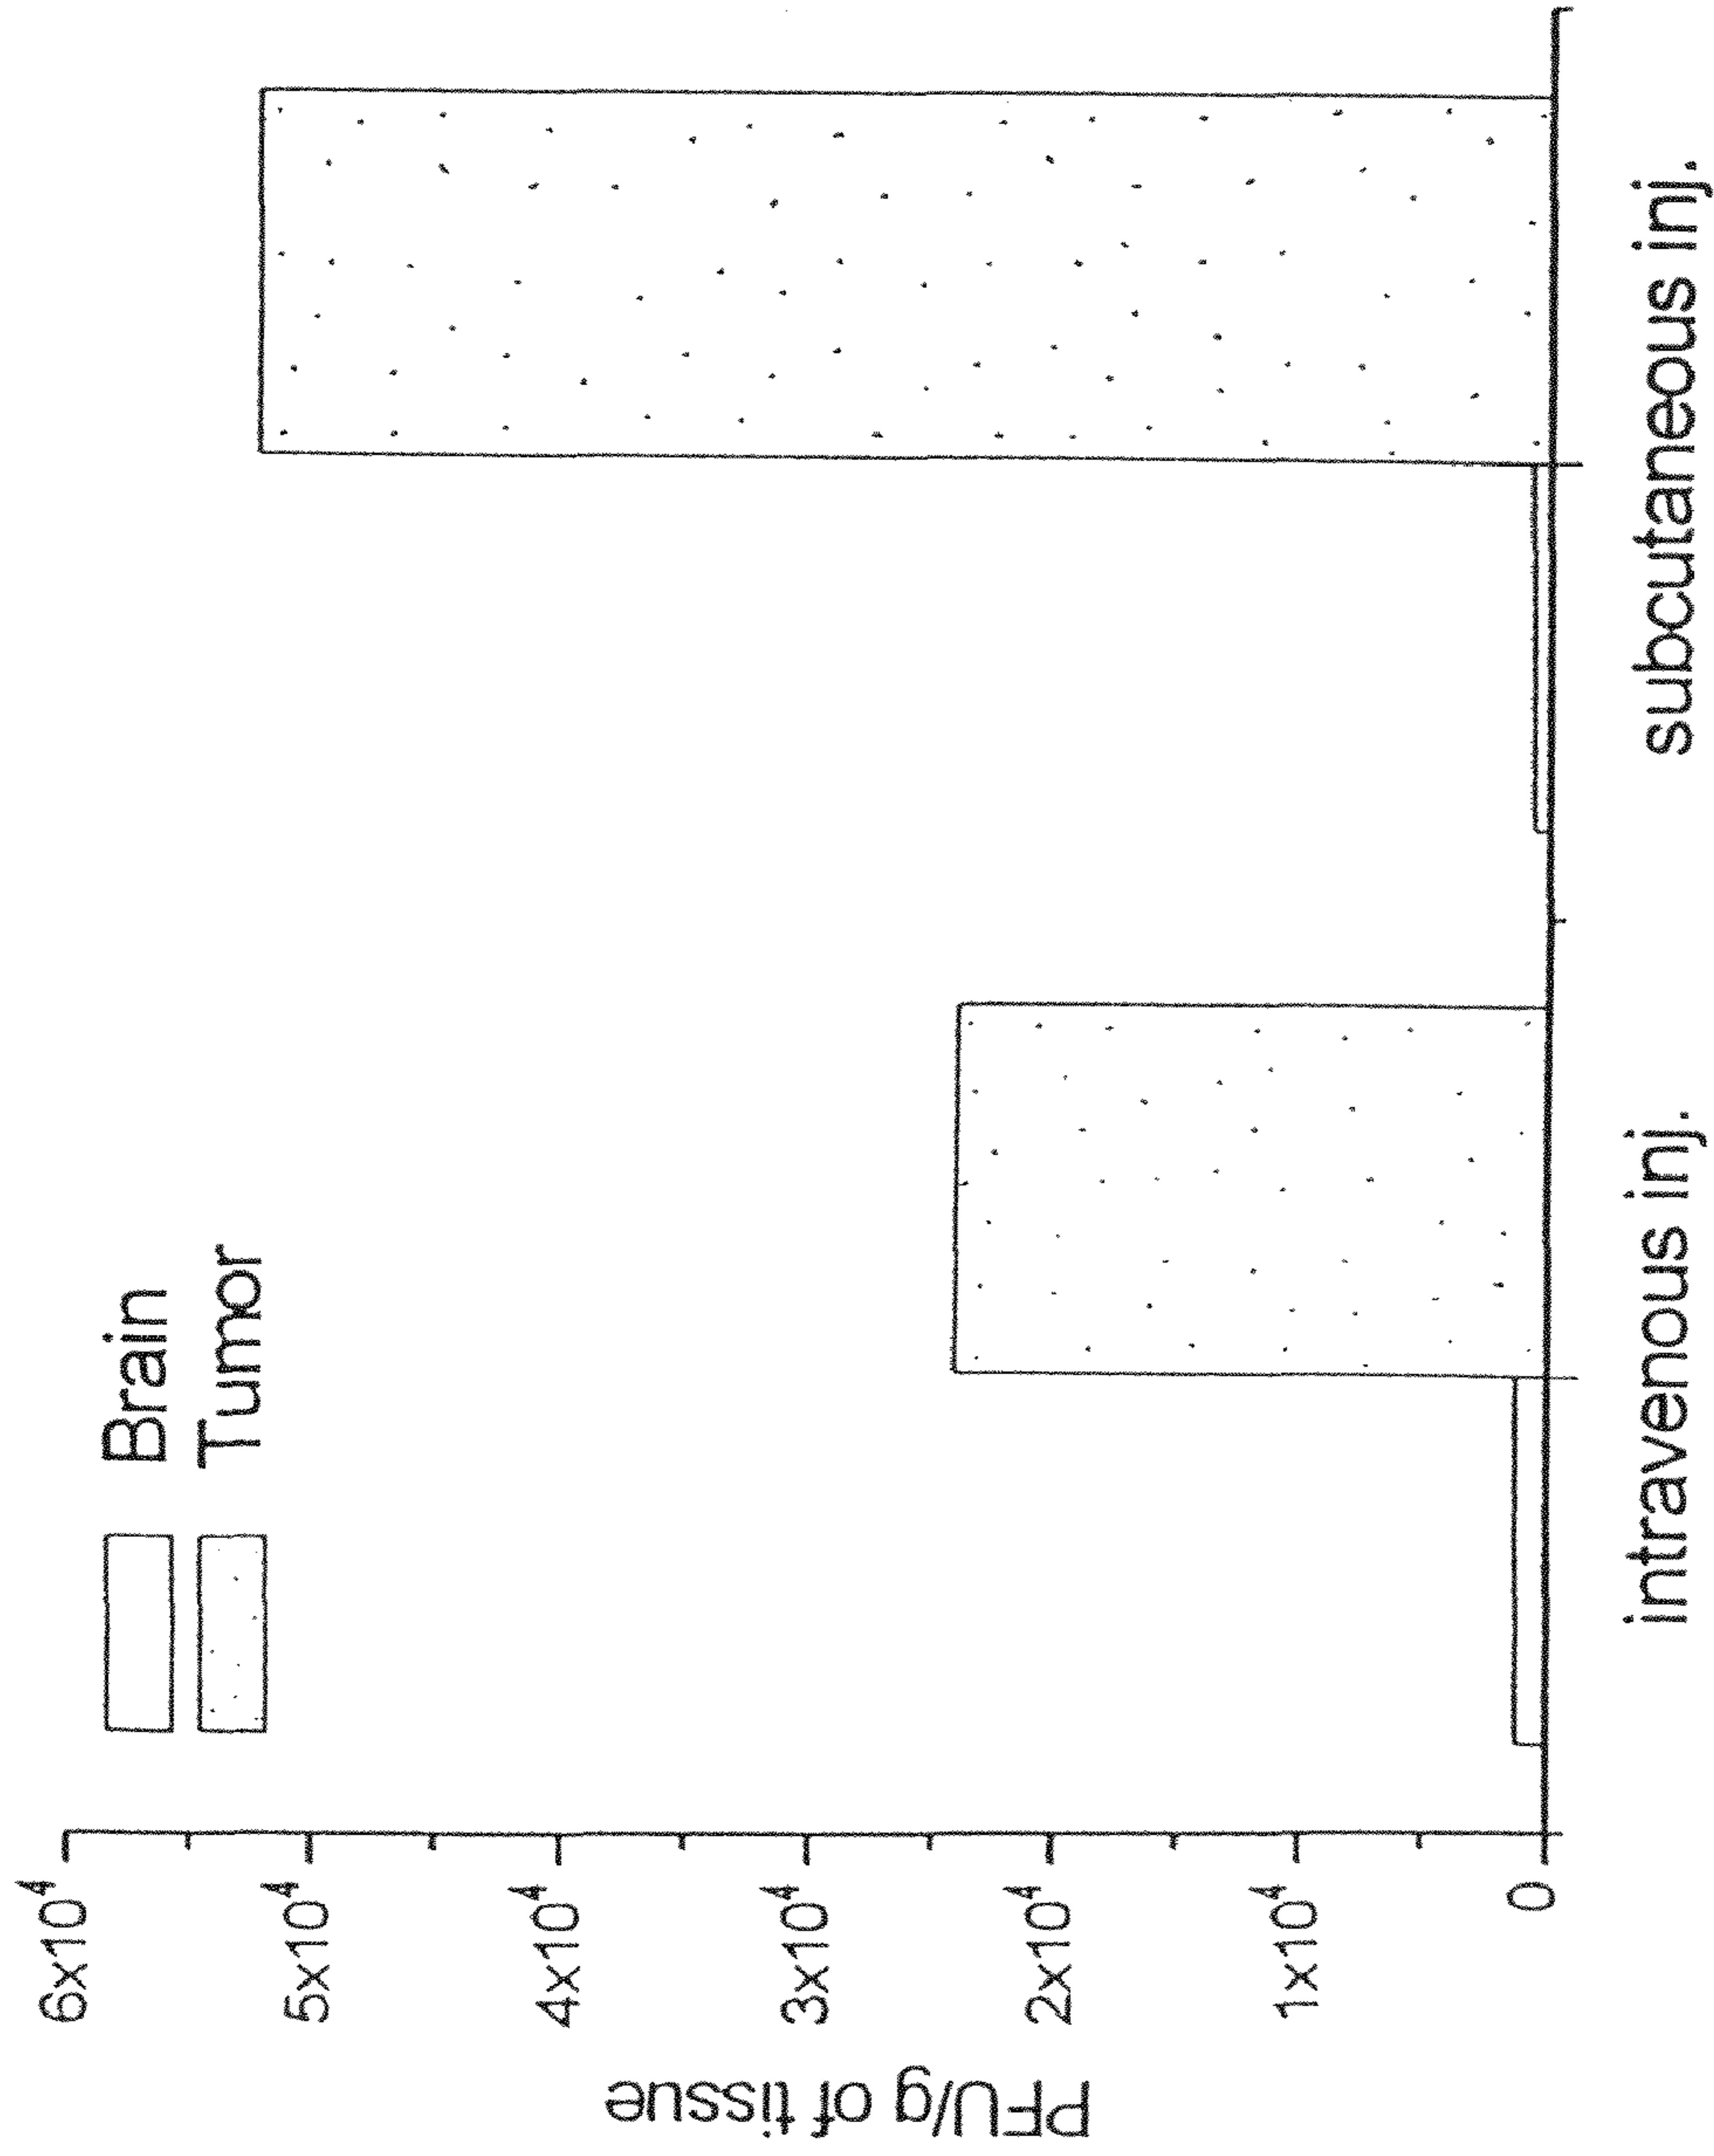 Brain
Tumor
6x10⁴
5x10⁴
4x10⁴
3x10⁴
2x10⁴
1x10⁴
0
PFU/g of tissue
intravenous inj.
subcutaneous inj.